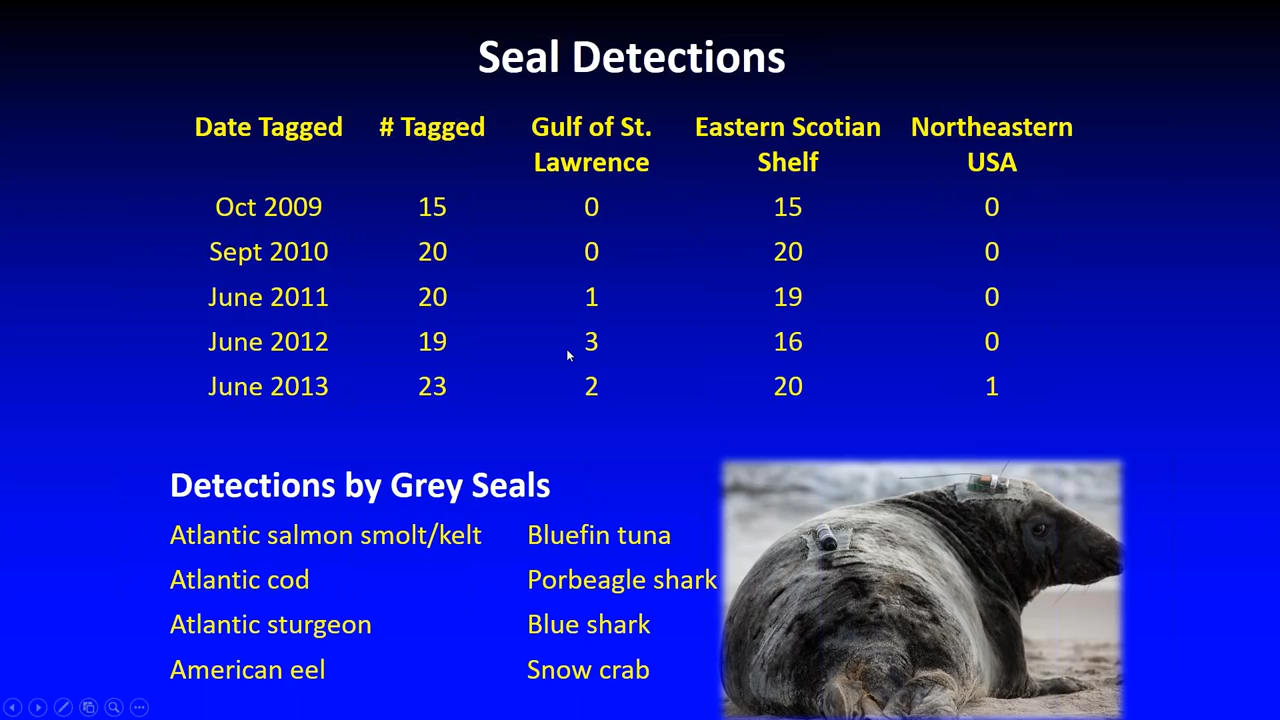 Seal Detections
Date Tagged # Tagged Gulf of St. Lawrence Eastern Scotian Shelf Northeastern USA
Oct 2009 15 0 15 0
Sept 2010 20 0 20 0
June 2011 20 1 19 0
June 2012 19 3 16 0
June 2013 23 2 20 1
Detections by Grey Seals
Atlantic salmon smolt/kelt Bluefin tuna
Atlantic cod Porbeagle shark
Atlantic sturgeon Blue shark
American eel Snow crab